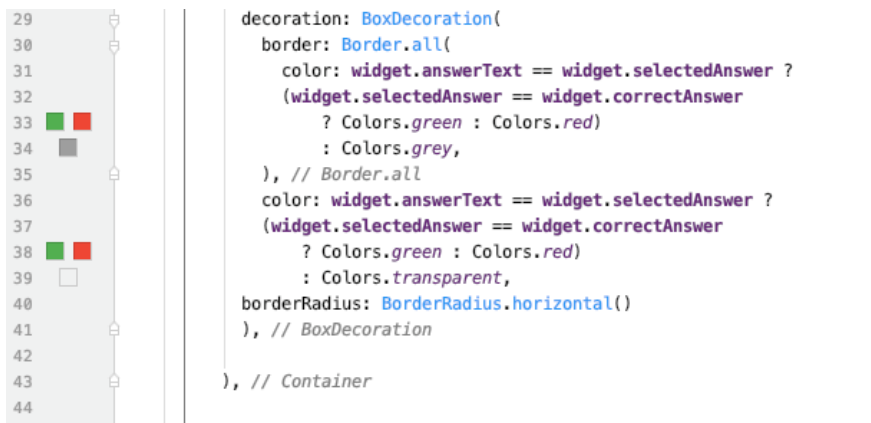 29 decoration: BoxDecoration(
30 border: Border.all(
31 color: widget.answerText == widget.selectedAnswer ?
32 (widget.selectedAnswer == widget.correctAnswer
33 ? Colors.green : Colors.red)
34 : Colors.grey,
35 ), // Border.all
36 color: widget.answerText == widget.selectedAnswer ?
37 (widget.selectedAnswer == widget.correctAnswer
38 ? Colors.green : Colors.red)
39 : Colors.transparent,
40 borderRadius: BorderRadius.horizontal()
41 ), // BoxDecoration
42
43 ), // Container
44